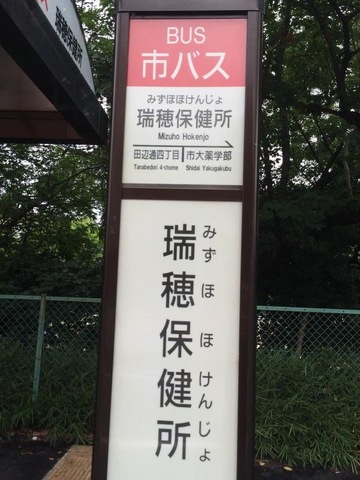 BUS
市バス
みずほほけんじょ
瑞穂保健所
Mizuho Hokenjo
田辺通四丁目 市大薬学部
Tanabedori 4-chome Shidai Yakugakubu
瑞穂保健所
みずほほけんじょ